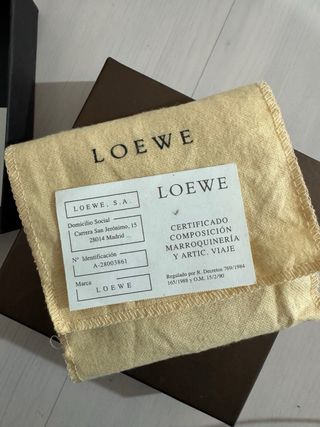 LOEWE
LOEWE, S.A.
Domicilio Social
Carrera San Jerónimo, 15
28014 Madrid
Nº Identificación
A-28003861
Marca
LOEWE
LOEWE
CERTIFICADO
COMPOSICIÓN
MARROQUINERÍA
Y ARTIC. VIAJE
Regulado por R. Decretos 769/1984
165/1988 y O.M. 15/2/90